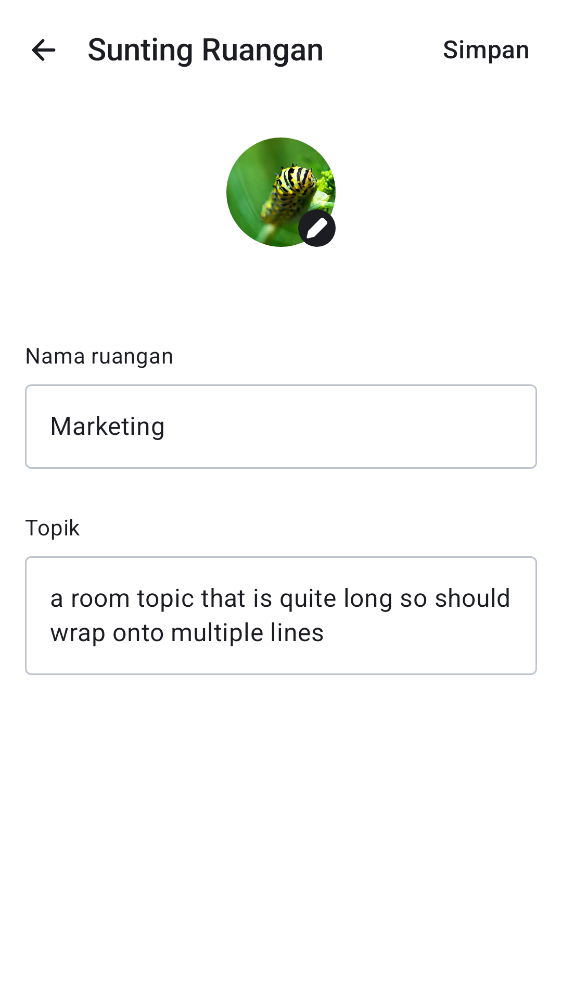 Sunting Ruangan
Simpan
Nama ruangan
Marketing
Topik
a room topic that is quite long so should
wrap onto multiple lines